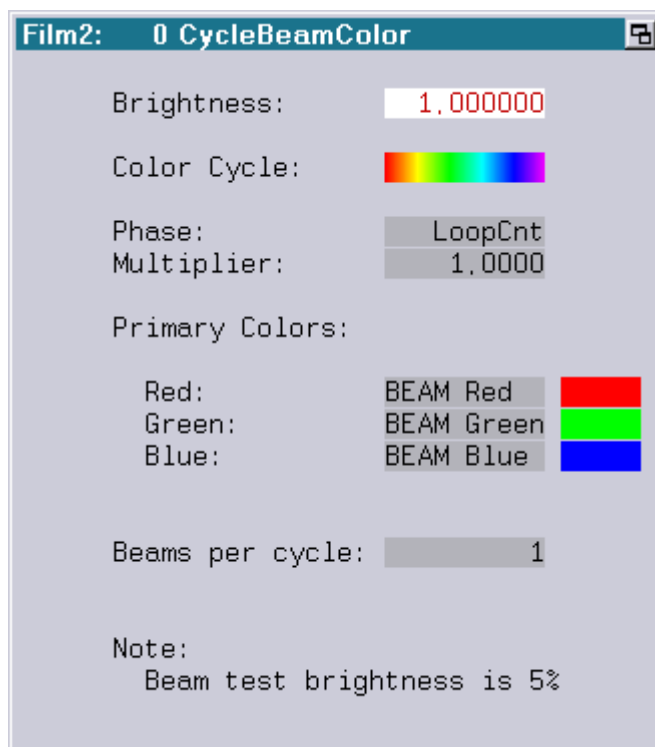 Film2: 0 CycleBeamColor
Brightness: 1,000000
Color Cycle:
Phase: LoopCnt
Multiplier: 1,0000
Primary Colors:
Red: BEAM Red
Green: BEAM Green
Blue: BEAM Blue
Beams per cycle: 1
Note:
Beam test brightness is 5%